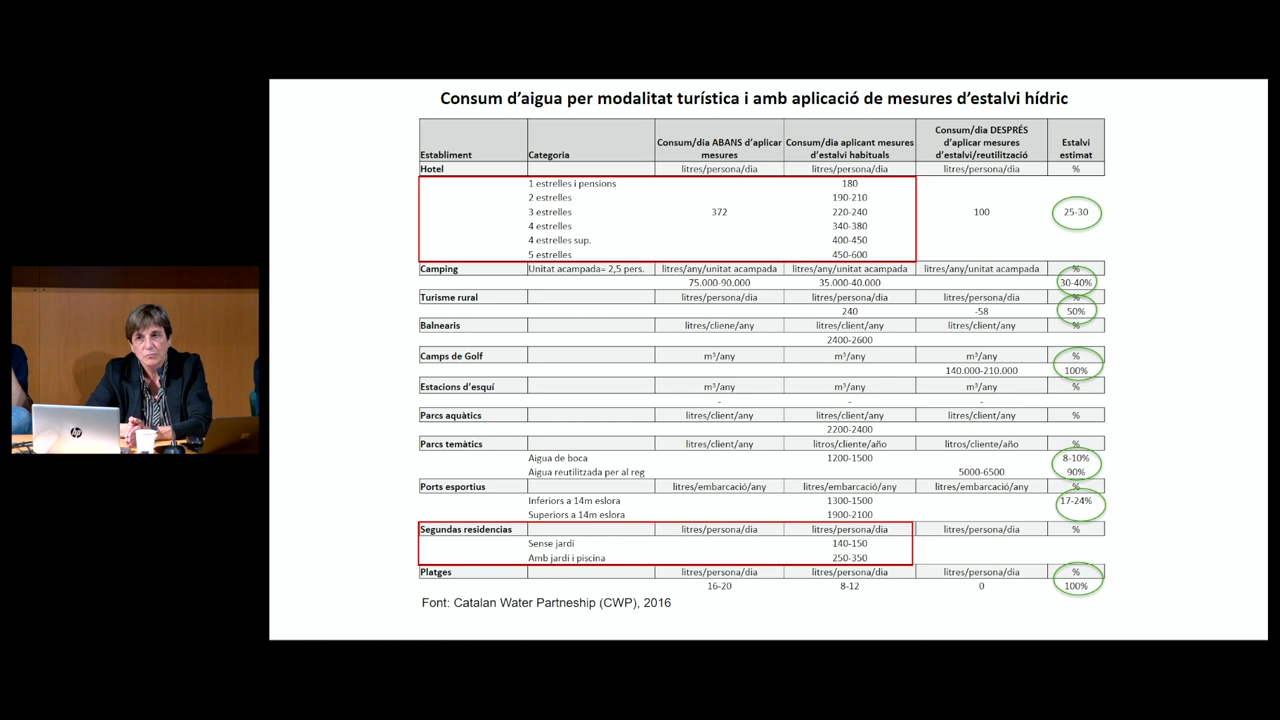 Consum d'aigua per modalitat turística i amb aplicació de mesures d'estalvi hídric
Establiment Categoria Consum/dia ABANS d'aplicar mesures Consum/dia aplicant mesures d'estalvi habituals Consum/dia DESPRÉS d'aplicar mesures d'estalvi/reutilització Estalvi estimat
Hotel litres/persona/dia litres/persona/dia litres/persona/dia %
1 estrelles i pensions 180
2 estrelles 190-210
3 estrelles 372 220-240 100 25-30
4 estrelles 340-380
4 estrelles sup. 400-450
5 estrelles 450-600
Camping Unitat acampada= 2,5 pers. litres/any/unitat acampada litres/any/unitat acampada litres/any/unitat acampada %
75.000-90.000 35.000-40.000 30-40%
Turisme rural litres/persona/dia litres/persona/dia litres/persona/dia %
240 -58 50%
Balnearis litres/cliene/any litres/client/any litres/client/any %
2400-2600
Camps de Golf m³/any m³/any m³/any %
140.000-210.000 100%
Estacions d'esquí m³/any m³/any m³/any %
- - -
Parcs aquàtics litres/client/any litres/client/any litres/client/any %
2200-2400
Parcs temàtics litres/client/any litros/cliente/año litros/cliente/año %
Aigua de boca 1200-1500 8-10%
Aigua reutilitzada per al reg 5000-6500 90%
Ports esportius litres/embarcació/any litres/embarcació/any litres/embarcació/any %
Inferiors a 14m eslora 1300-1500 17-24%
Superiors a 14m eslora 1900-2100
Segundas residencias litres/persona/dia litres/persona/dia litres/persona/dia %
Sense jardí 140-150
Amb jardi i piscina 250-350
Platges litres/persona/dia litres/persona/dia litres/persona/dia %
16-20 8-12 0 100%
Font: Catalan Water Partneship (CWP), 2016
hp